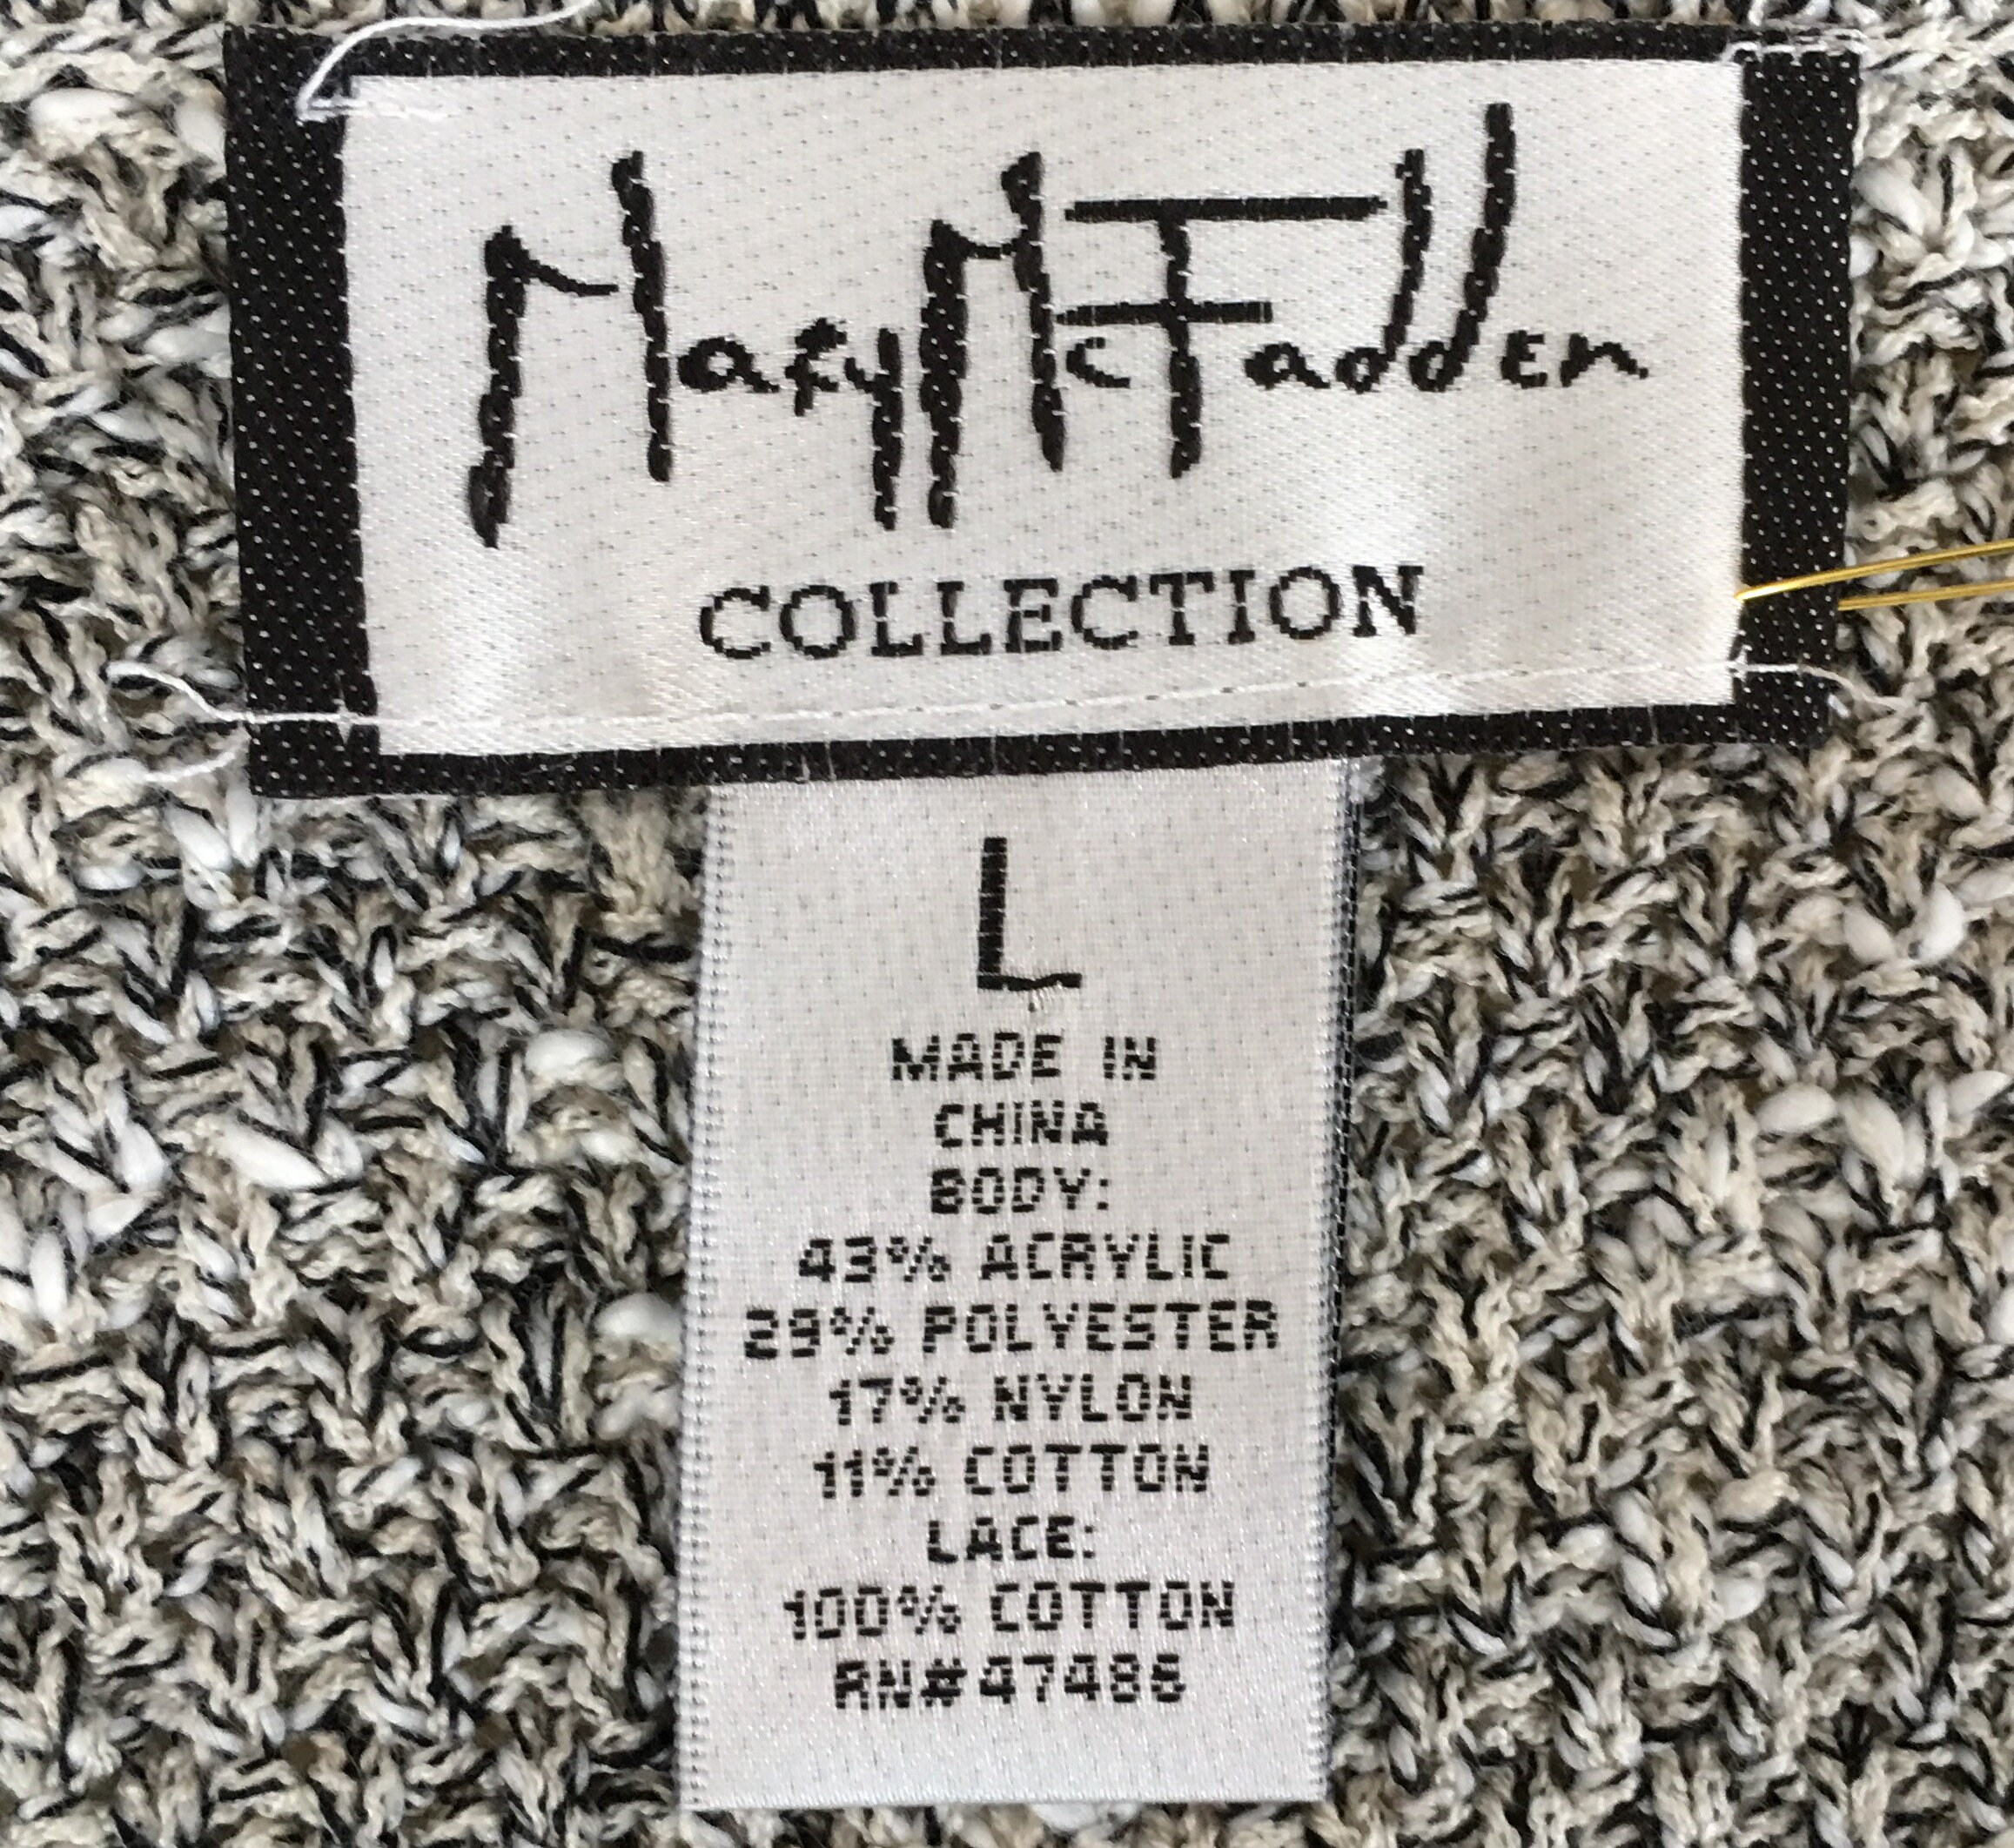 Mary McFadden
COLLECTION
L
MADE IN
CHINA
BODY:
43% ACRYLIC
29% POLYESTER
17% NYLON
11% COTTON
LACE:
100% COTTON
RN#47486